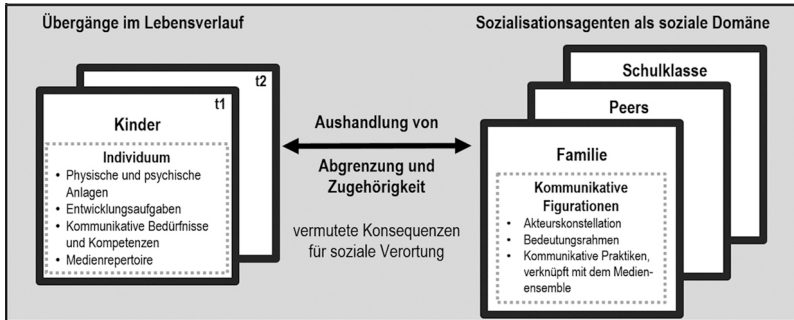 Übergänge im Lebensverlauf
t2
t1
Kinder
Individuum
• Physische und psychische
Anlagen
• Entwicklungsaufgaben
• Kommunikative Bedürfnisse
und Kompetenzen
• Medienrepertoire
Aushandlung von
Abgrenzung und
Zugehörigkeit
vermutete Konsequenzen
für soziale Verortung
Sozialisationsagenten als soziale Domäne
Schulklasse
Peers
Familie
Kommunikative
Figurationen
• Akteurskonstellation
• Bedeutungsrahmen
• Kommunikative Praktiken,
verknüpft mit dem Medien-
ensemble